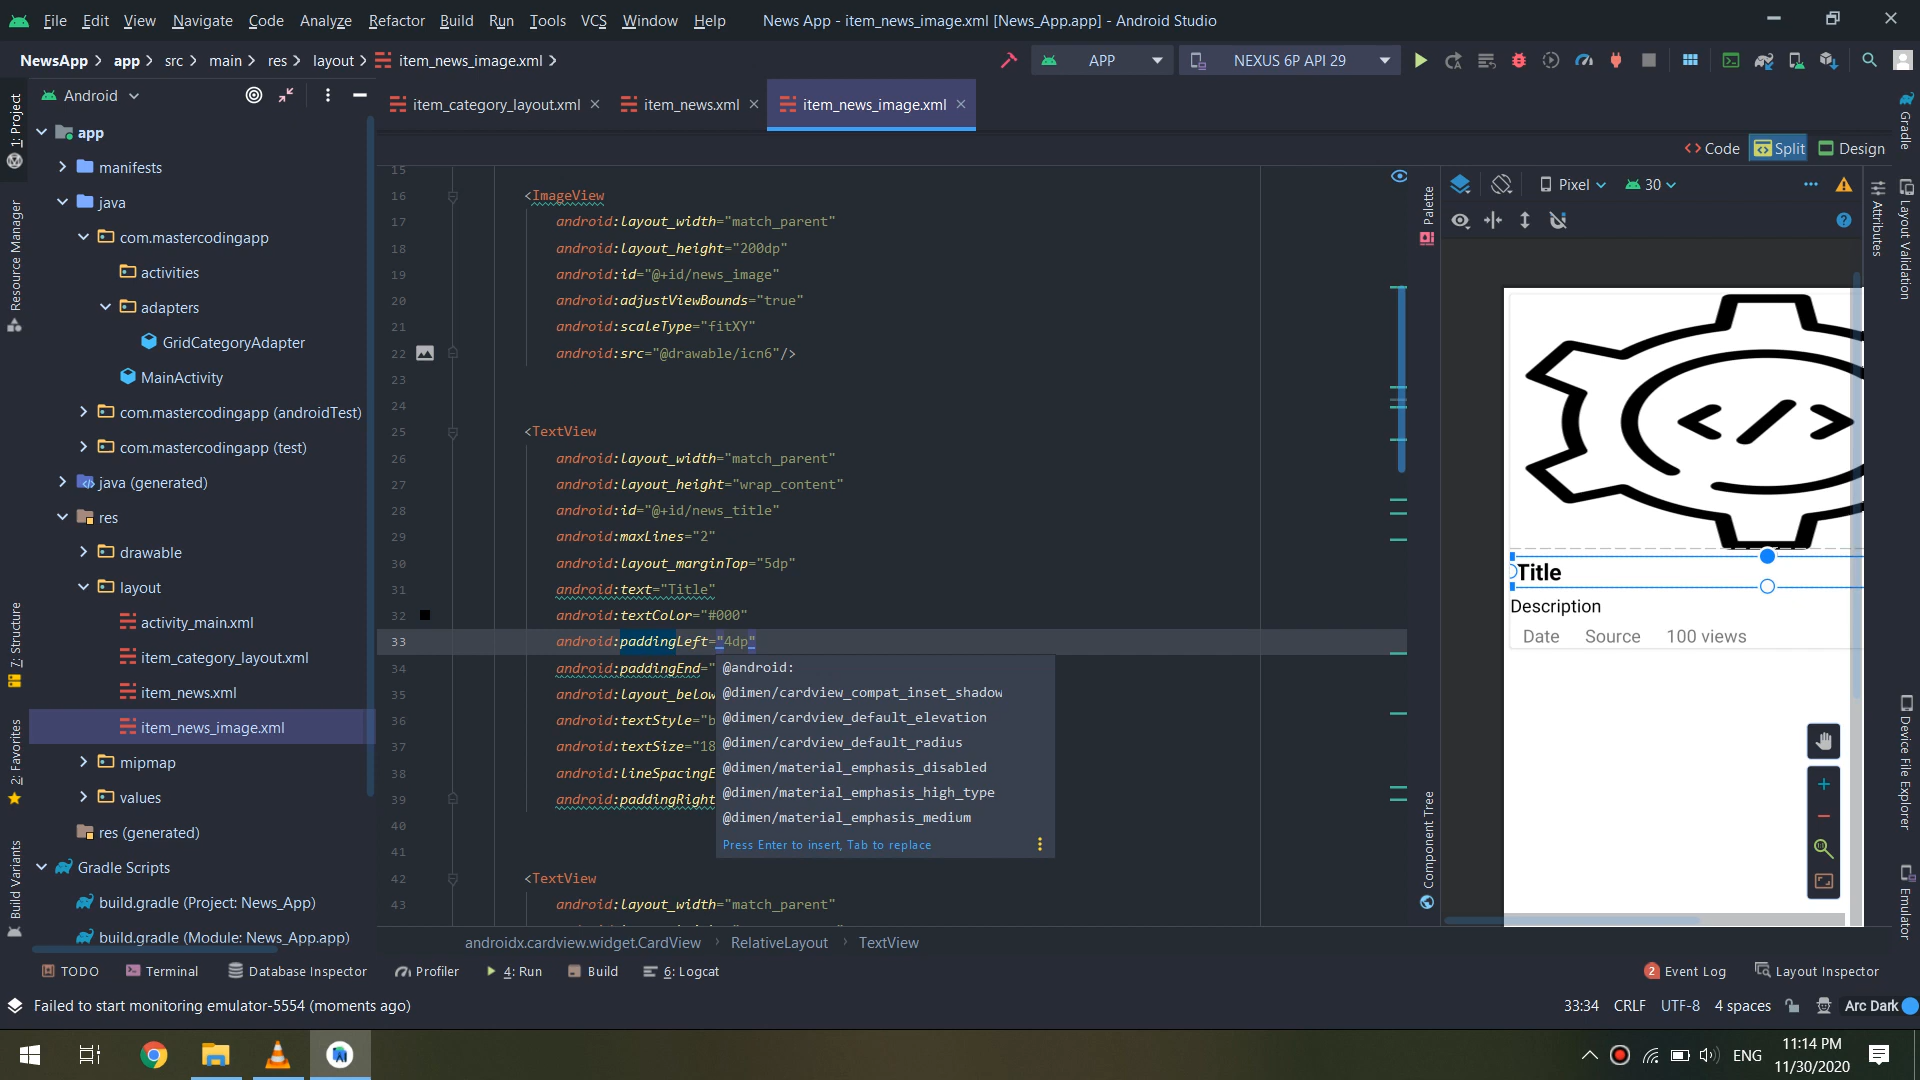 File Edit View Navigate Code Analyze Refactor Build Run Tools VCS Window Help News App - item_news_image.xml [News_App.app] - Android Studio
NewsApp app src main res layout item_news_image.xml APP NEXUS 6P API 29
Android
item_category_layout.xml item_news.xml item_news_image.xml
Code Split Design
1: Project
Resource Manager
7: Structure
2: Favorites
Build Variants
app
manifests
java
com.mastercodingapp
activities
adapters
GridCategoryAdapter
MainActivity
com.mastercodingapp (androidTest)
com.mastercodingapp (test)
java (generated)
res
drawable
layout
activity_main.xml
item_category_layout.xml
item_news.xml
item_news_image.xml
mipmap
values
res (generated)
Gradle Scripts
build.gradle (Project: News_App)
build.gradle (Module: News_App.app)
15
16 <ImageView
17 android:layout_width="match_parent"
18 android:layout_height="200dp"
19 android:id="@+id/news_image"
20 android:adjustViewBounds="true"
21 android:scaleType="fitXY"
22 android:src="@drawable/icn6"/>
23
24
25 <TextView
26 android:layout_width="match_parent"
27 android:layout_height="wrap_content"
28 android:id="@+id/news_title"
29 android:maxLines="2"
30 android:layout_marginTop="5dp"
31 android:text="Title"
32 android:textColor="#000"
33 android:paddingLeft="4dp"
34 android:paddingEnd="
35 android:layout_below
36 android:textStyle="b
37 android:textSize="18
38 android:lineSpacingE
39 android:paddingRight
40
41
42 <TextView
43 android:layout_width="match_parent"
@android:
@dimen/cardview_compat_inset_shadow
@dimen/cardview_default_elevation
@dimen/cardview_default_radius
@dimen/material_emphasis_disabled
@dimen/material_emphasis_high_type
@dimen/material_emphasis_medium
Press Enter to insert, Tab to replace
androidx.cardview.widget.CardView RelativeLayout TextView
Palette
Component Tree
Pixel 30
Title
Description
Date Source 100 views
Attributes
Gradle
Layout Validation
Device File Explorer
Emulator
TODO Terminal Database Inspector Profiler 4: Run Build 6: Logcat 2 Event Log Layout Inspector
Failed to start monitoring emulator-5554 (moments ago) 33:34 CRLF UTF-8 4 spaces Arc Dark
ENG 11:14 PM
11/30/2020